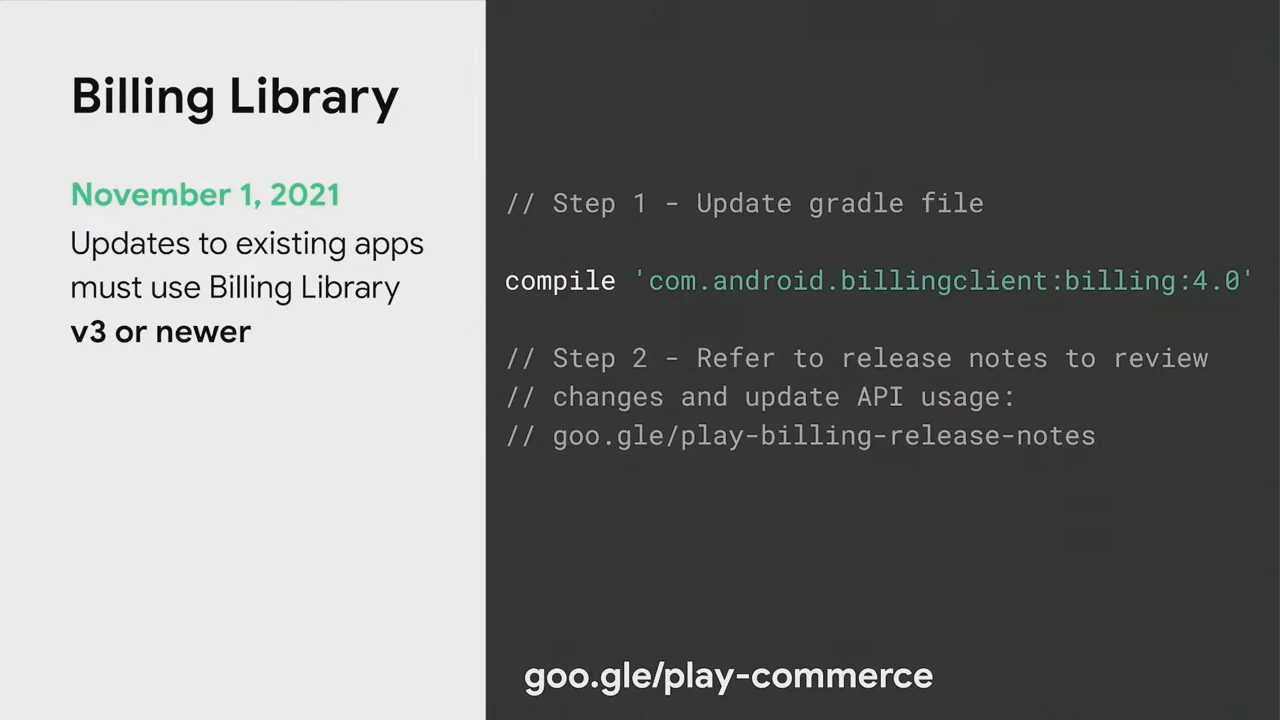 Billing Library
November 1, 2021
Updates to existing apps
must use Billing Library
v3 or newer
// Step 1 - Update gradle file
compile 'com.android.billingclient:billing:4.0'
// Step 2 - Refer to release notes to review
// changes and update API usage:
// goo.gle/play-billing-release-notes
goo.gle/play-commerce